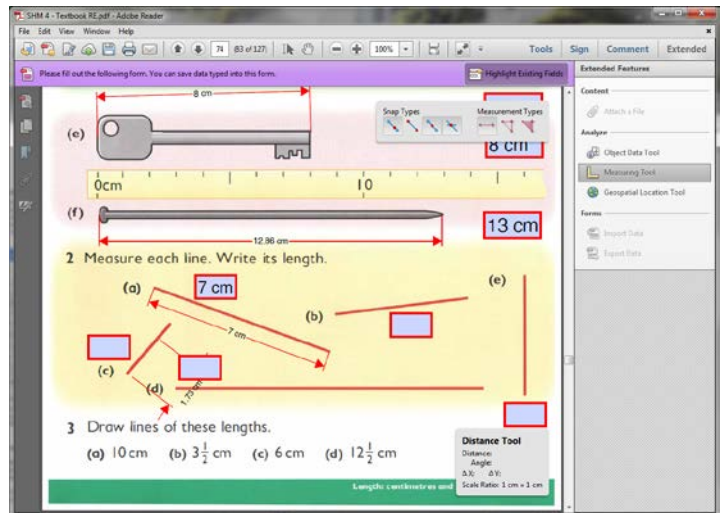 SHM 4 - Textbook RE.pdf - Adobe Reader
File Edit View Window Help
74 (83 of 127) 100% Tools Sign Comment Extended
Please fill out the following form. You can save data typed into this form.
Highlight Existing Fields
Extended Features
Content
Attach a File
Analyze
Object Data Tool
Measuring Tool
Geospatial Location Tool
Forms
Import Data
Export Data
Snap Types Measurement Types
8 cm
(e)
8 cm
0cm 10
(f)
13 cm
12.96 cm
2 Measure each line. Write its length.
(a) 7 cm
7 cm
(b)
(c)
1.73 cm
(d)
(e)
3 Draw lines of these lengths.
(a) 10 cm (b) 3 1/2 cm (c) 6 cm (d) 12 1/2 cm
Distance Tool
Distance:
Angle:
ΔX: ΔY:
Scale Ratio: 1 cm = 1 cm
Length: centimetres and